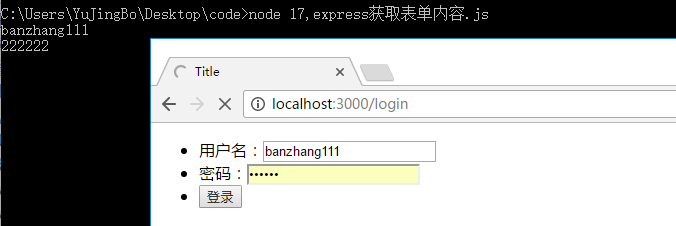 C:\Users\YuJingBo\Desktop\code>node 17,express获取表单内容.js
banzhang111
222222
Title
localhost:3000/login
用户名：banzhang111
密码：••••••
登录